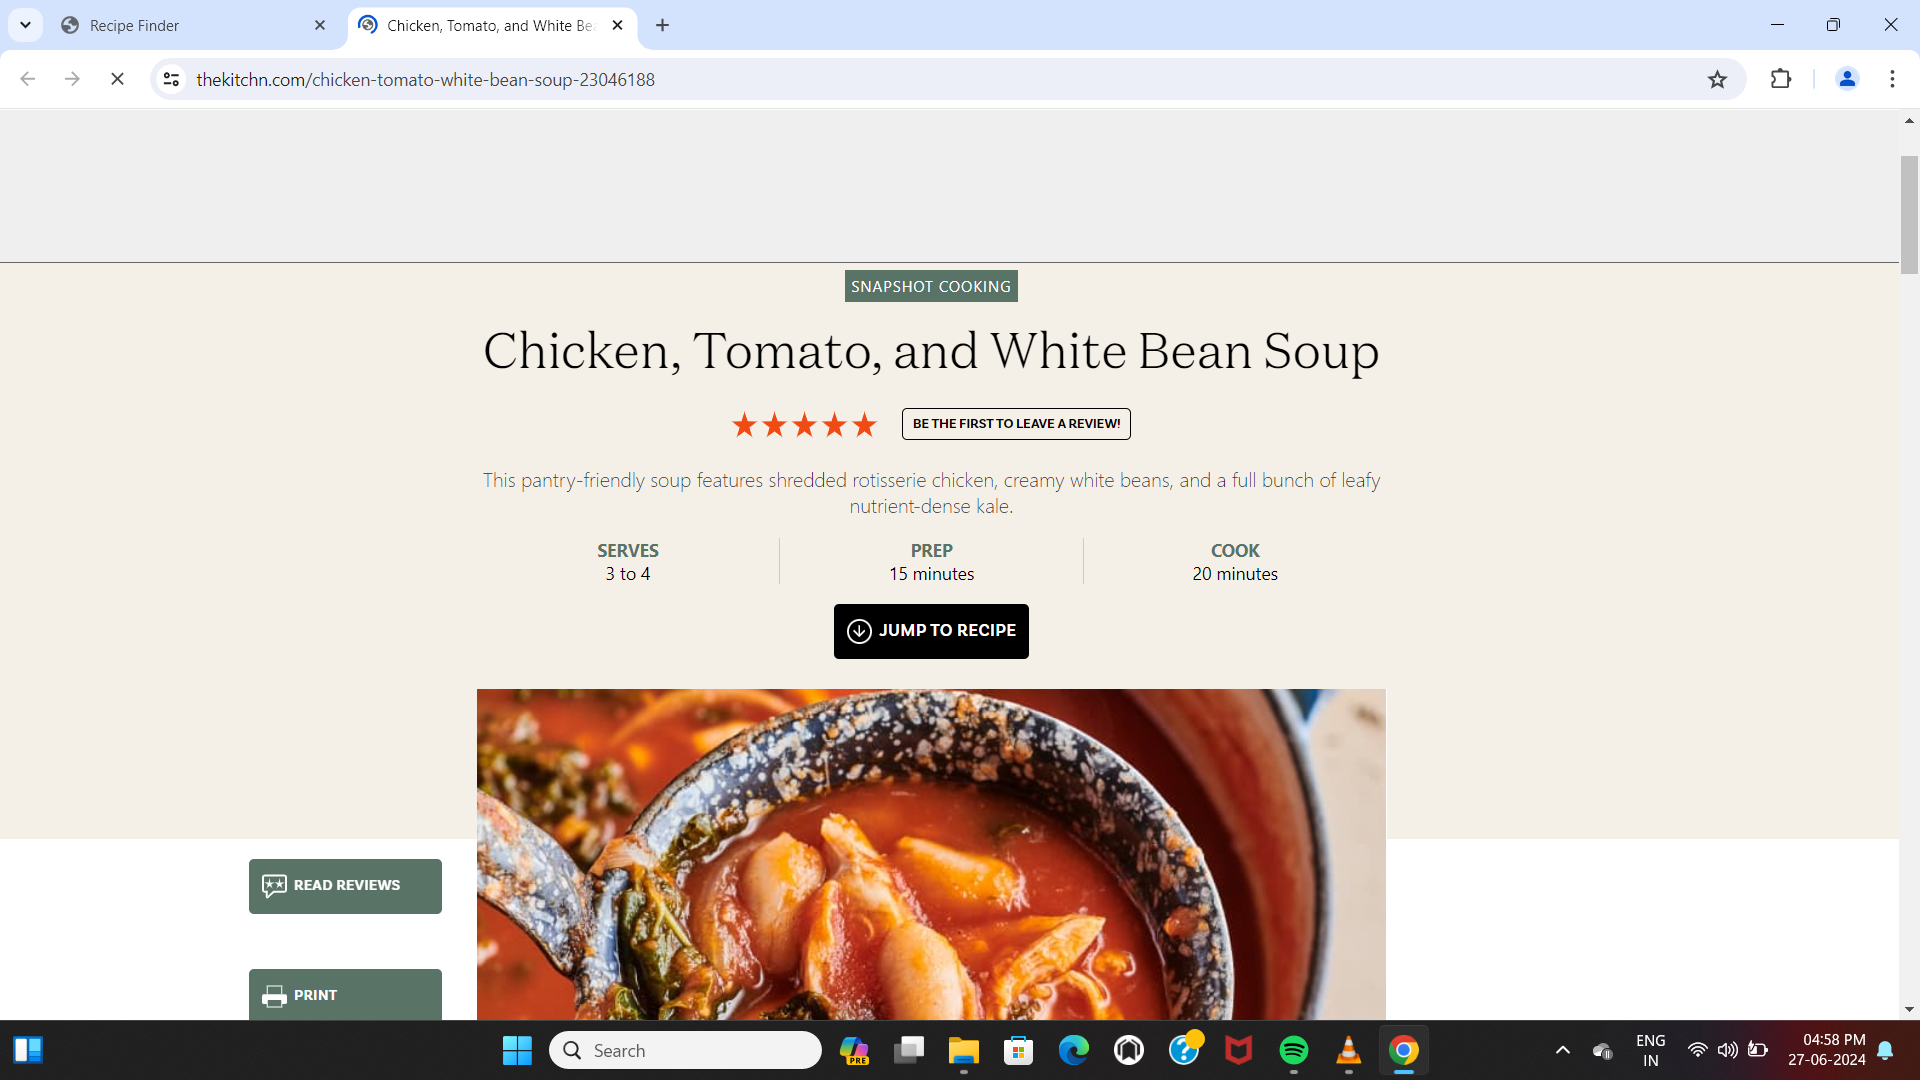 Recipe Finder
Chicken, Tomato, and White Be
thekitchn.com/chicken-tomato-white-bean-soup-23046188
SNAPSHOT COOKING
Chicken, Tomato, and White Bean Soup
BE THE FIRST TO LEAVE A REVIEW!
This pantry-friendly soup features shredded rotisserie chicken, creamy white beans, and a full bunch of leafy
nutrient-dense kale.
SERVES
3 to 4
PREP
15 minutes
COOK
20 minutes
JUMP TO RECIPE
READ REVIEWS
PRINT
Search
PRE
ENG
IN
04:58 PM
27-06-2024